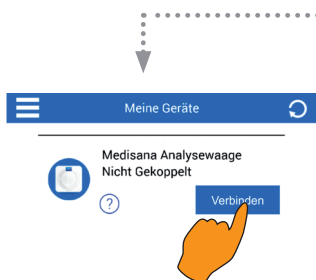 Meine Geräte
Medisana Analysewaage
Nicht Gekoppelt
?
Verbinden